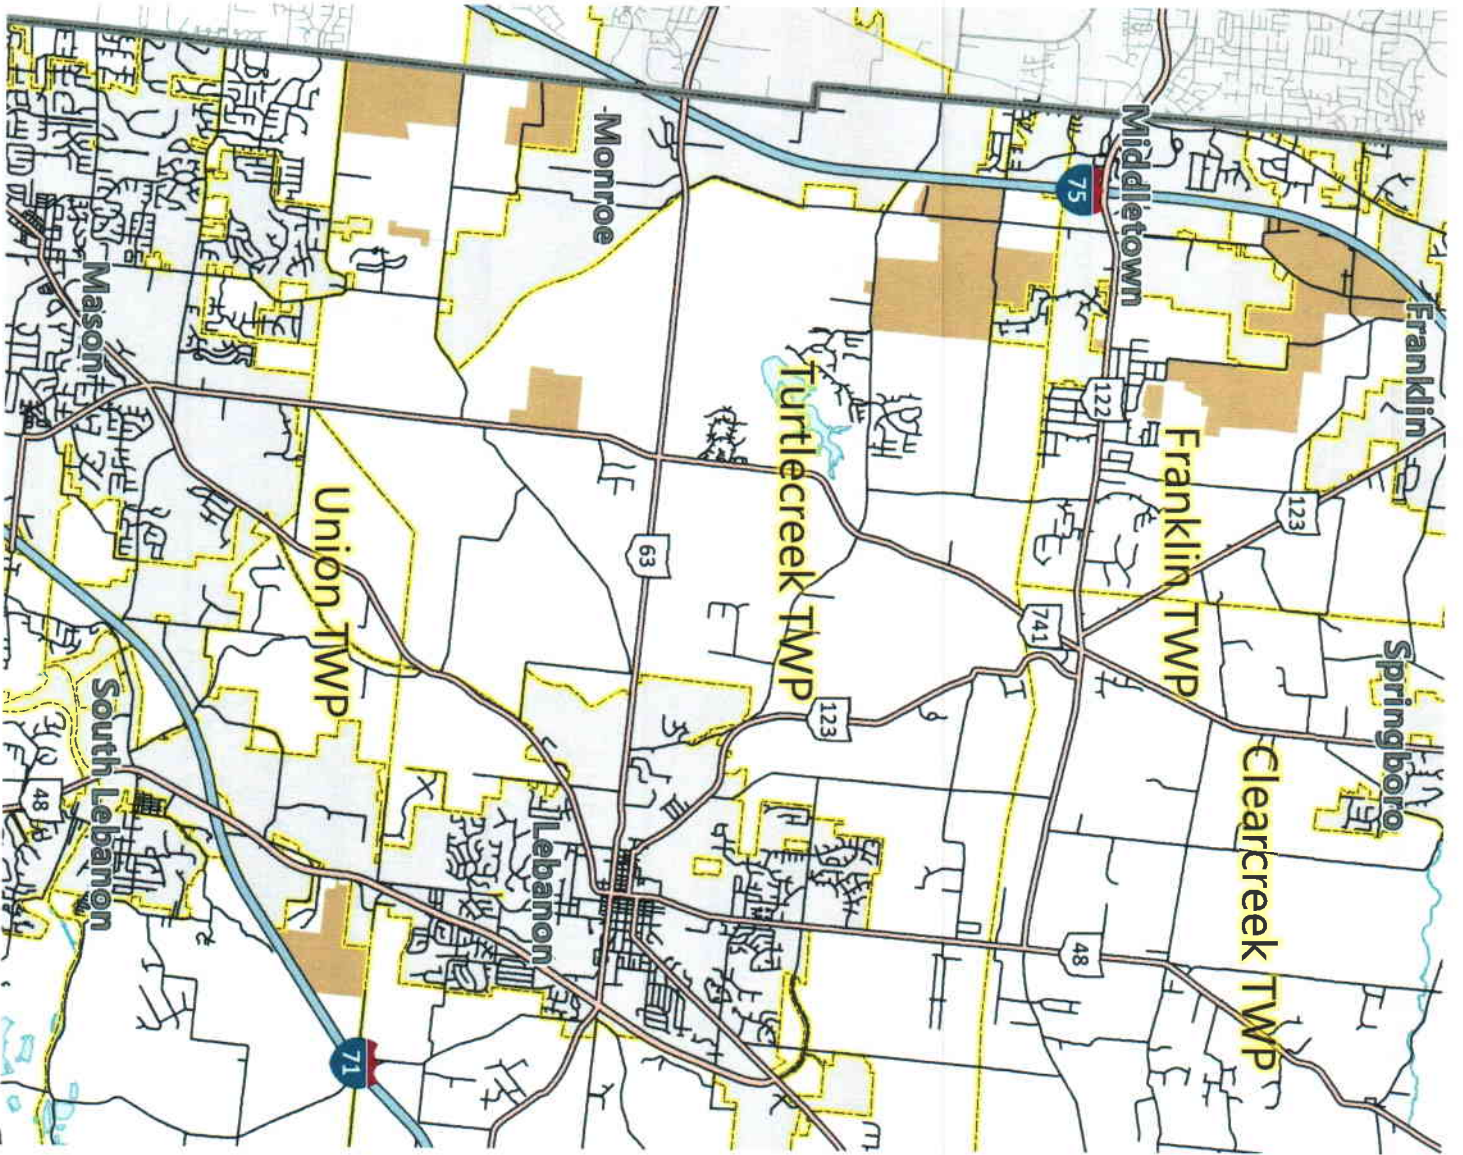 Franklin
Springboro
Middletown
75
122
Franklin TWP
123
Clearcreek TWP
741
48
Turtlecreek TWP
123
Monroe
63
Lebanon
Union TWP
71
Mason
South Lebanon
48